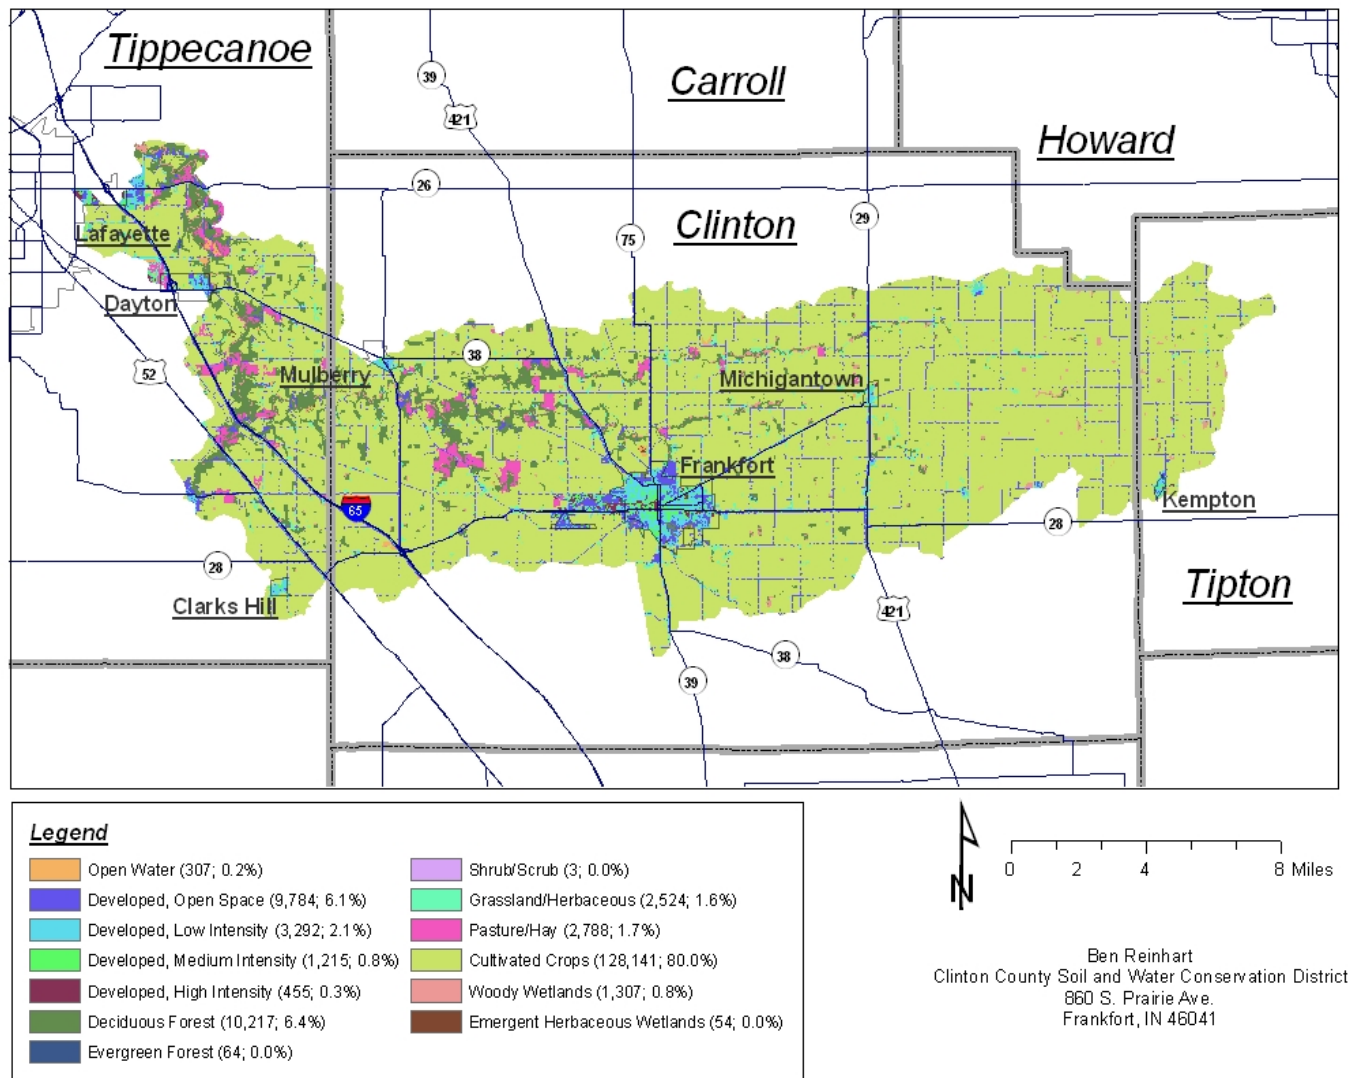 Tippecanoe
Carroll
Howard
Clinton
Tipton
39
421
26
29
75
Lafayette
Dayton
52
38
Mulberry
Michigantown
Frankfort
65
Kempton
28
28
Clarks Hill
421
38
39
Legend
Open Water (307; 0.2%)
Developed, Open Space (9,784; 6.1%)
Developed, Low Intensity (3,292; 2.1%)
Developed, Medium Intensity (1,215; 0.8%)
Developed, High Intensity (455; 0.3%)
Deciduous Forest (10,217; 6.4%)
Evergreen Forest (64; 0.0%)
Shrub/Scrub (3; 0.0%)
Grassland/Herbaceous (2,524; 1.6%)
Pasture/Hay (2,788; 1.7%)
Cultivated Crops (128,141; 80.0%)
Woody Wetlands (1,307; 0.8%)
Emergent Herbaceous Wetlands (54; 0.0%)
N
0 2 4 8 Miles
Ben Reinhart
Clinton County Soil and Water Conservation District
860 S. Prairie Ave.
Frankfort, IN 46041